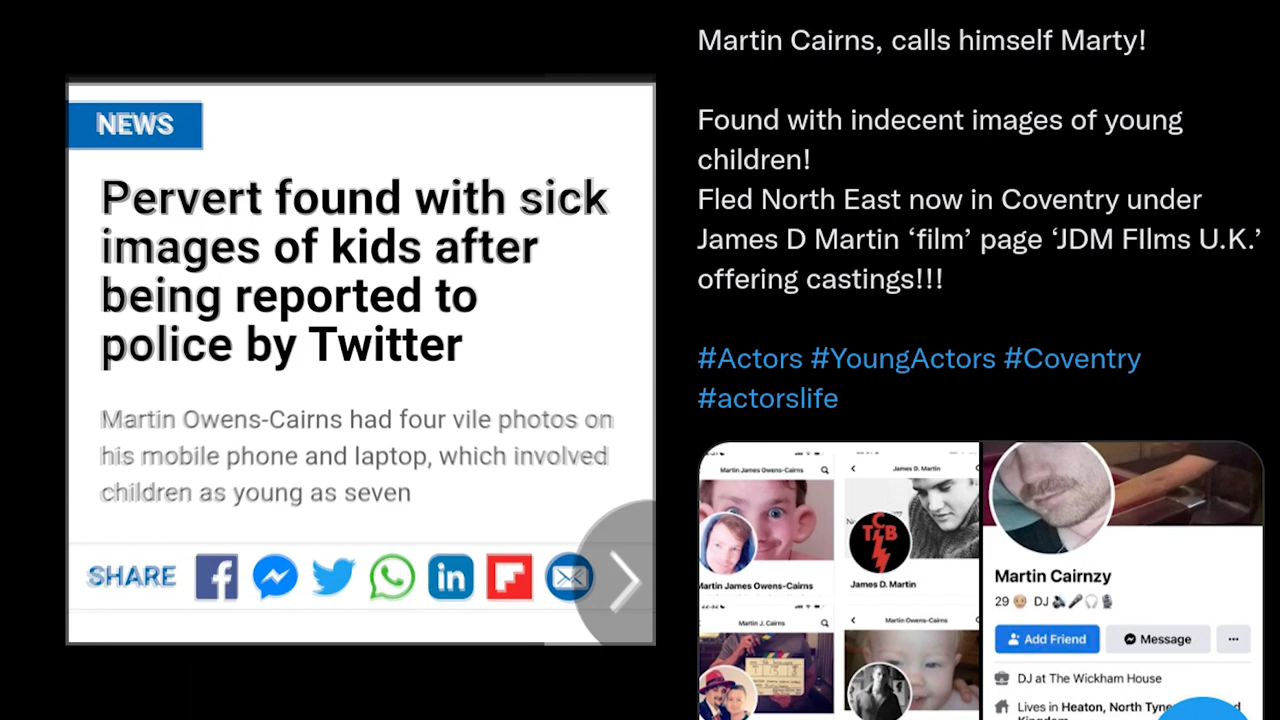 NEWS
Pervert found with sick
images of kids after
being reported to
police by Twitter
Martin Owens-Cairns had four vile photos on
his mobile phone and laptop, which involved
children as young as seven
SHARE
Martin Cairns, calls himself Marty!
Found with indecent images of young
children!
Fled North East now in Coventry under
James D Martin ‘film’ page ‘JDM FIlms U.K.’
offering castings!!!
#Actors #YoungActors #Coventry
#actorslife
Martin James Owens-Cairns
Martin James Owens-Cairns
James D. Martin
CTB
James D. Martin
Martin J. Cairns
Martin Owens-Cairns
Martin Cairnzy
29 DJ
Add Friend
Message
DJ at The Wickham House
Lives in Heaton, North Tyne